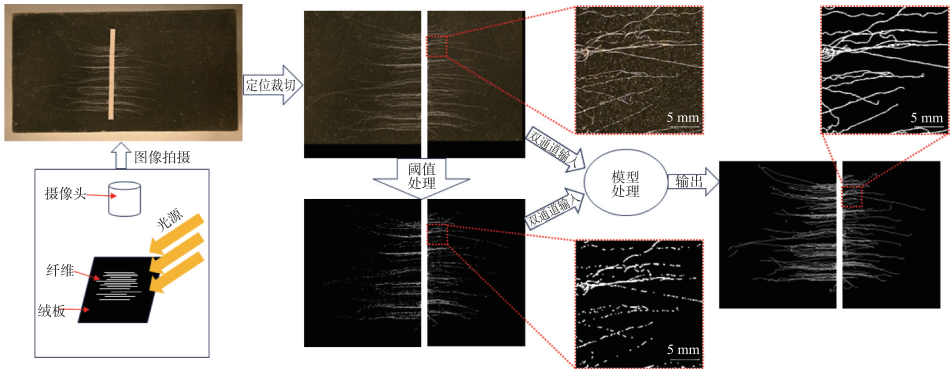 定位裁切
图像拍摄
摄像头
光源
纤维
绒板
阈值
处理
双通道输入
双通道输入
模型
处理
输出
5 mm
5 mm
5 mm